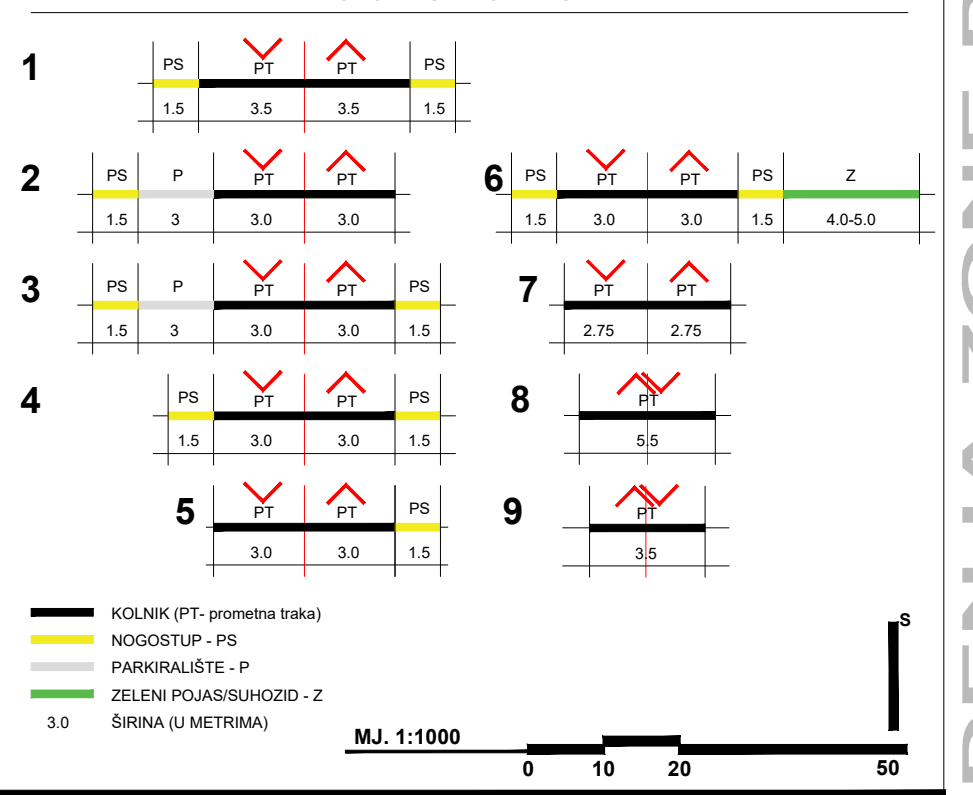 1
PS PT PT PS
1.5 3.5 3.5 1.5
2
PS P PT PT
1.5 3 3.0 3.0
3
PS P PT PT PS
1.5 3 3.0 3.0 1.5
4
PS PT PT PS
1.5 3.0 3.0 1.5
5
PT PT PS
3.0 3.0 1.5
6
PS PT PT PS Z
1.5 3.0 3.0 1.5 4.0-5.0
7
PT PT
2.75 2.75
8
PT
5.5
9
PT
3.5
KOLNIK (PT- prometna traka)
NOGOSTUP - PS
PARKIRALIŠTE - P
ZELENI POJAS/SUHOZID - Z
3.0 ŠIRINA (U METRIMA)
S
MJ. 1:1000
0 10 20 50